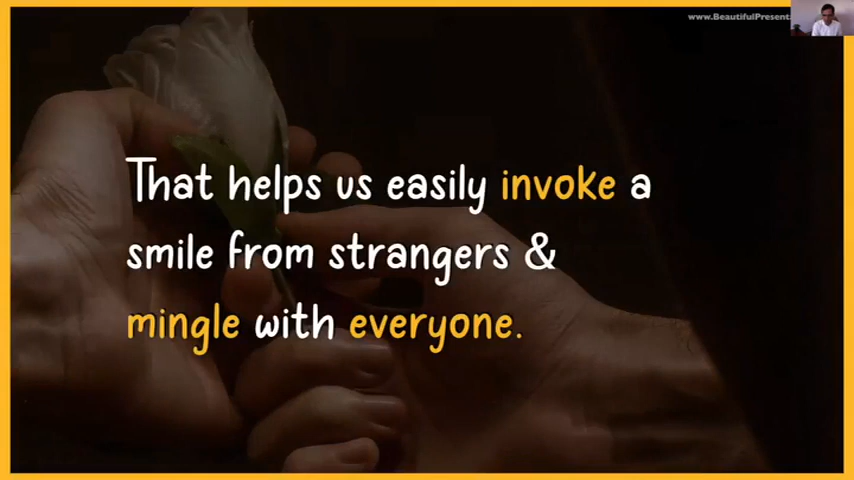 www.BeautifulPresent
That helps us easily invoke a
smile from strangers &
mingle with everyone.